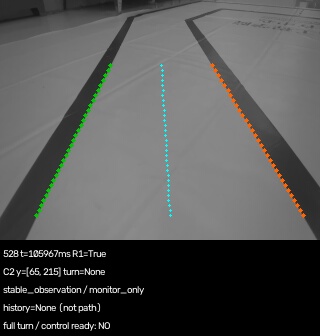 528 t=105967ms R1=True
C2 y=[65, 215] turn=None
stable_observation / monitor_only
history=None (not path)
full turn / control ready: NO